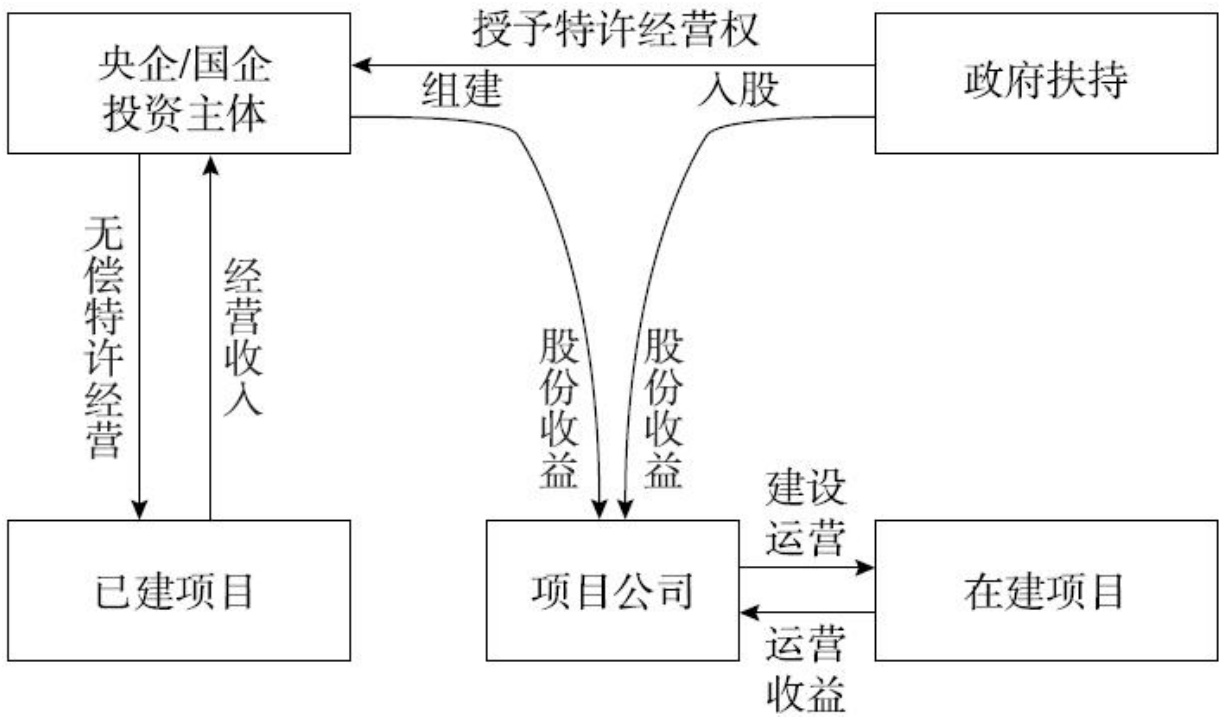 授予特许经营权
央企/国企
投资主体
政府扶持
组建
入股
无偿特许经营
经营收入
股份收益
股份收益
建设
运营
已建项目
项目公司
在建项目
运营
收益